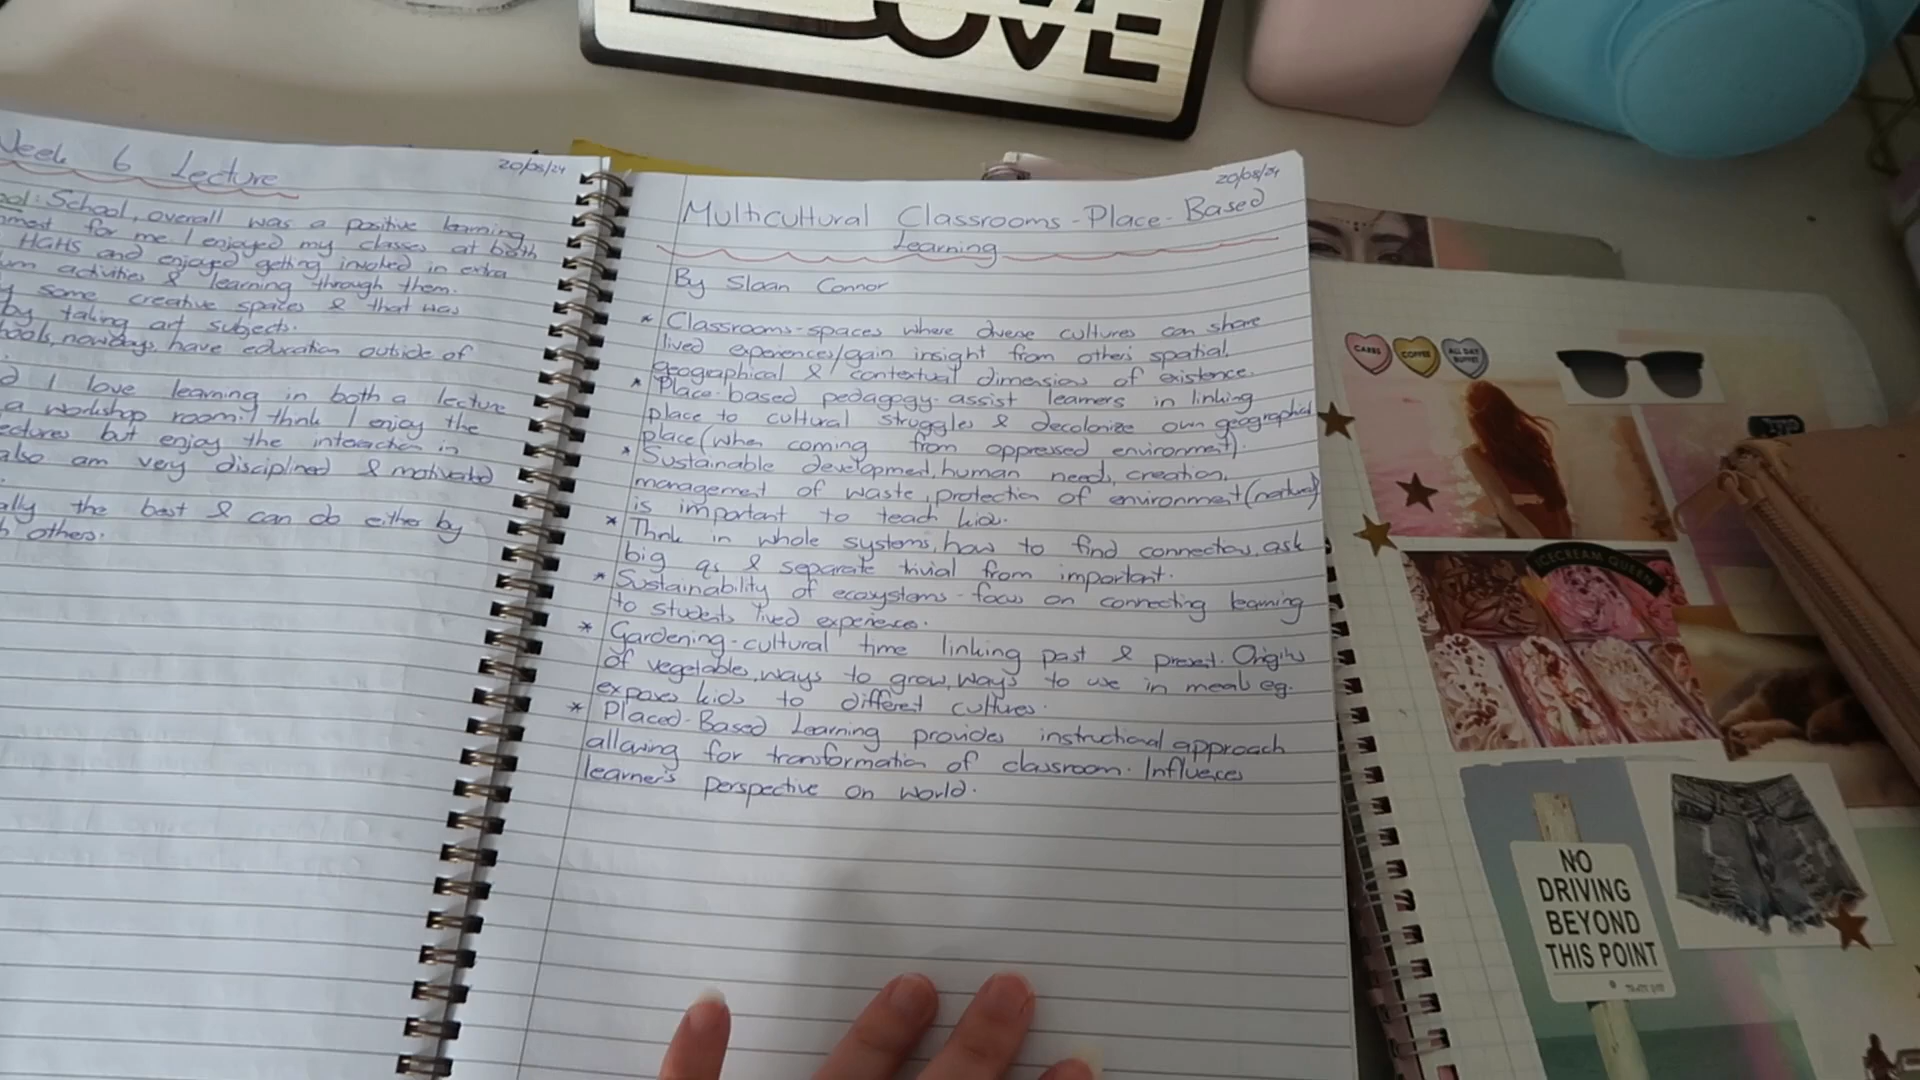 OVE
Week 6 Lecture
20/08/24
School, overall was a positive learning
for me. I enjoyed my classes at both
HGHS and enjoyed getting involved in extra
activities & learning through them.
some creative spaces & that was
by taking art subjects.
nowdays, have education outside of
I love learning in both a lecture
a workshop room. I think I enjoy the
lectures but enjoy the interaction in
also am very disciplined & motivated
the best & can do either by
others.
20/08/24
Multicultural Classrooms - Place - Based
Learning
By Sloan Connor
* Classrooms - spaces where diverse cultures can share
lived experiences/gain insight from others spatial,
geographical & contextual dimensions of existence.
* Place-based pedagogy - assist learners in linking
place to cultural struggles & decolonize own geographical
place (when coming from oppressed environment).
* Sustainable development, human need, creation,
management of waste, protection of environment (natural)
is important to teach kids.
* Think in whole systems, how to find connections, ask
big qs & separate trivial from important.
* Sustainability of ecosystems - focus on connecting learning
to students lived experience.
* Gardening - cultural time linking past & present. Origins
of vegetables, ways to grow, ways to use in meals eg.
exposes kids to different cultures.
* Placed-Based Learning provides instructional approach
allowing for transformation of classroom. Influences
learner's perspective on world.
CARBS
COFFEE
ALL DAY BUFFET
ICECREAM QUEEN
NO
DRIVING
BEYOND
THIS POINT